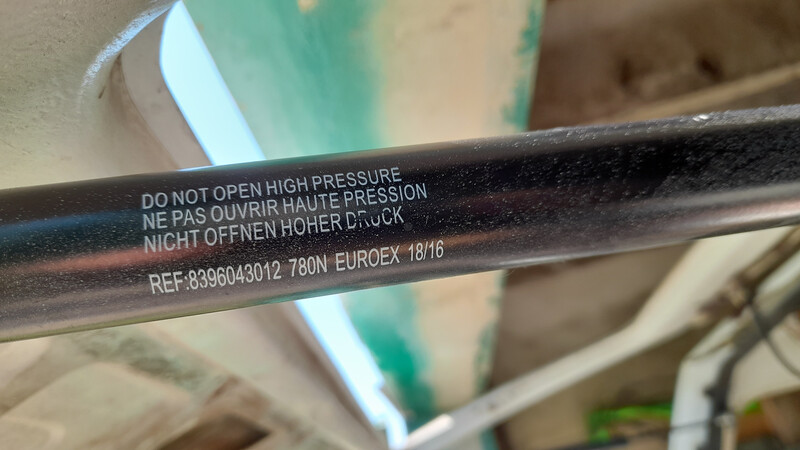 DO NOT OPEN HIGH PRESSURE
NE PAS OUVRIR HAUTE PRESSION
NICHT OFFNEN HOHER DRUCK
REF:8396043012 780N EUROEX 18/16